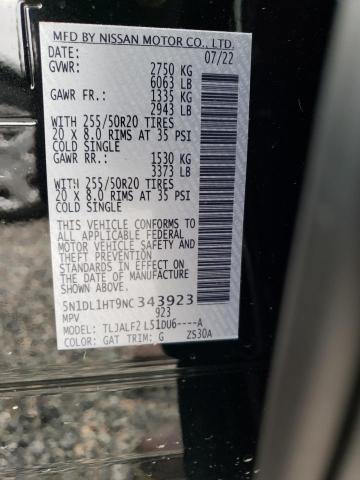 MFD BY NISSAN MOTOR CO., LTD.
DATE: 07/22
GVWR: 2750 KG
6063 LB
GAWR FR.: 1335 KG
2943 LB
WITH 255/50R20 TIRES
20 X 8.0 RIMS AT 35 PSI
COLD SINGLE
GAWR RR.: 1530 KG
3373 LB
WITH 255/50R20 TIRES
20 X 8.0 RIMS AT 35 PSI
COLD SINGLE
THIS VEHICLE CONFORMS TO
ALL APPLICABLE FEDERAL
MOTOR VEHICLE SAFETY
AND THEFT PREVENTION
STANDARDS IN EFFECT ON
THE DATE OF MANUFACTURE
SHOWN ABOVE
5N1DL1HT9NC 343923
MPV 923
MODEL: TLJALF2 L51DU6----A
COLOR: GAT TRIM: G ZS30A